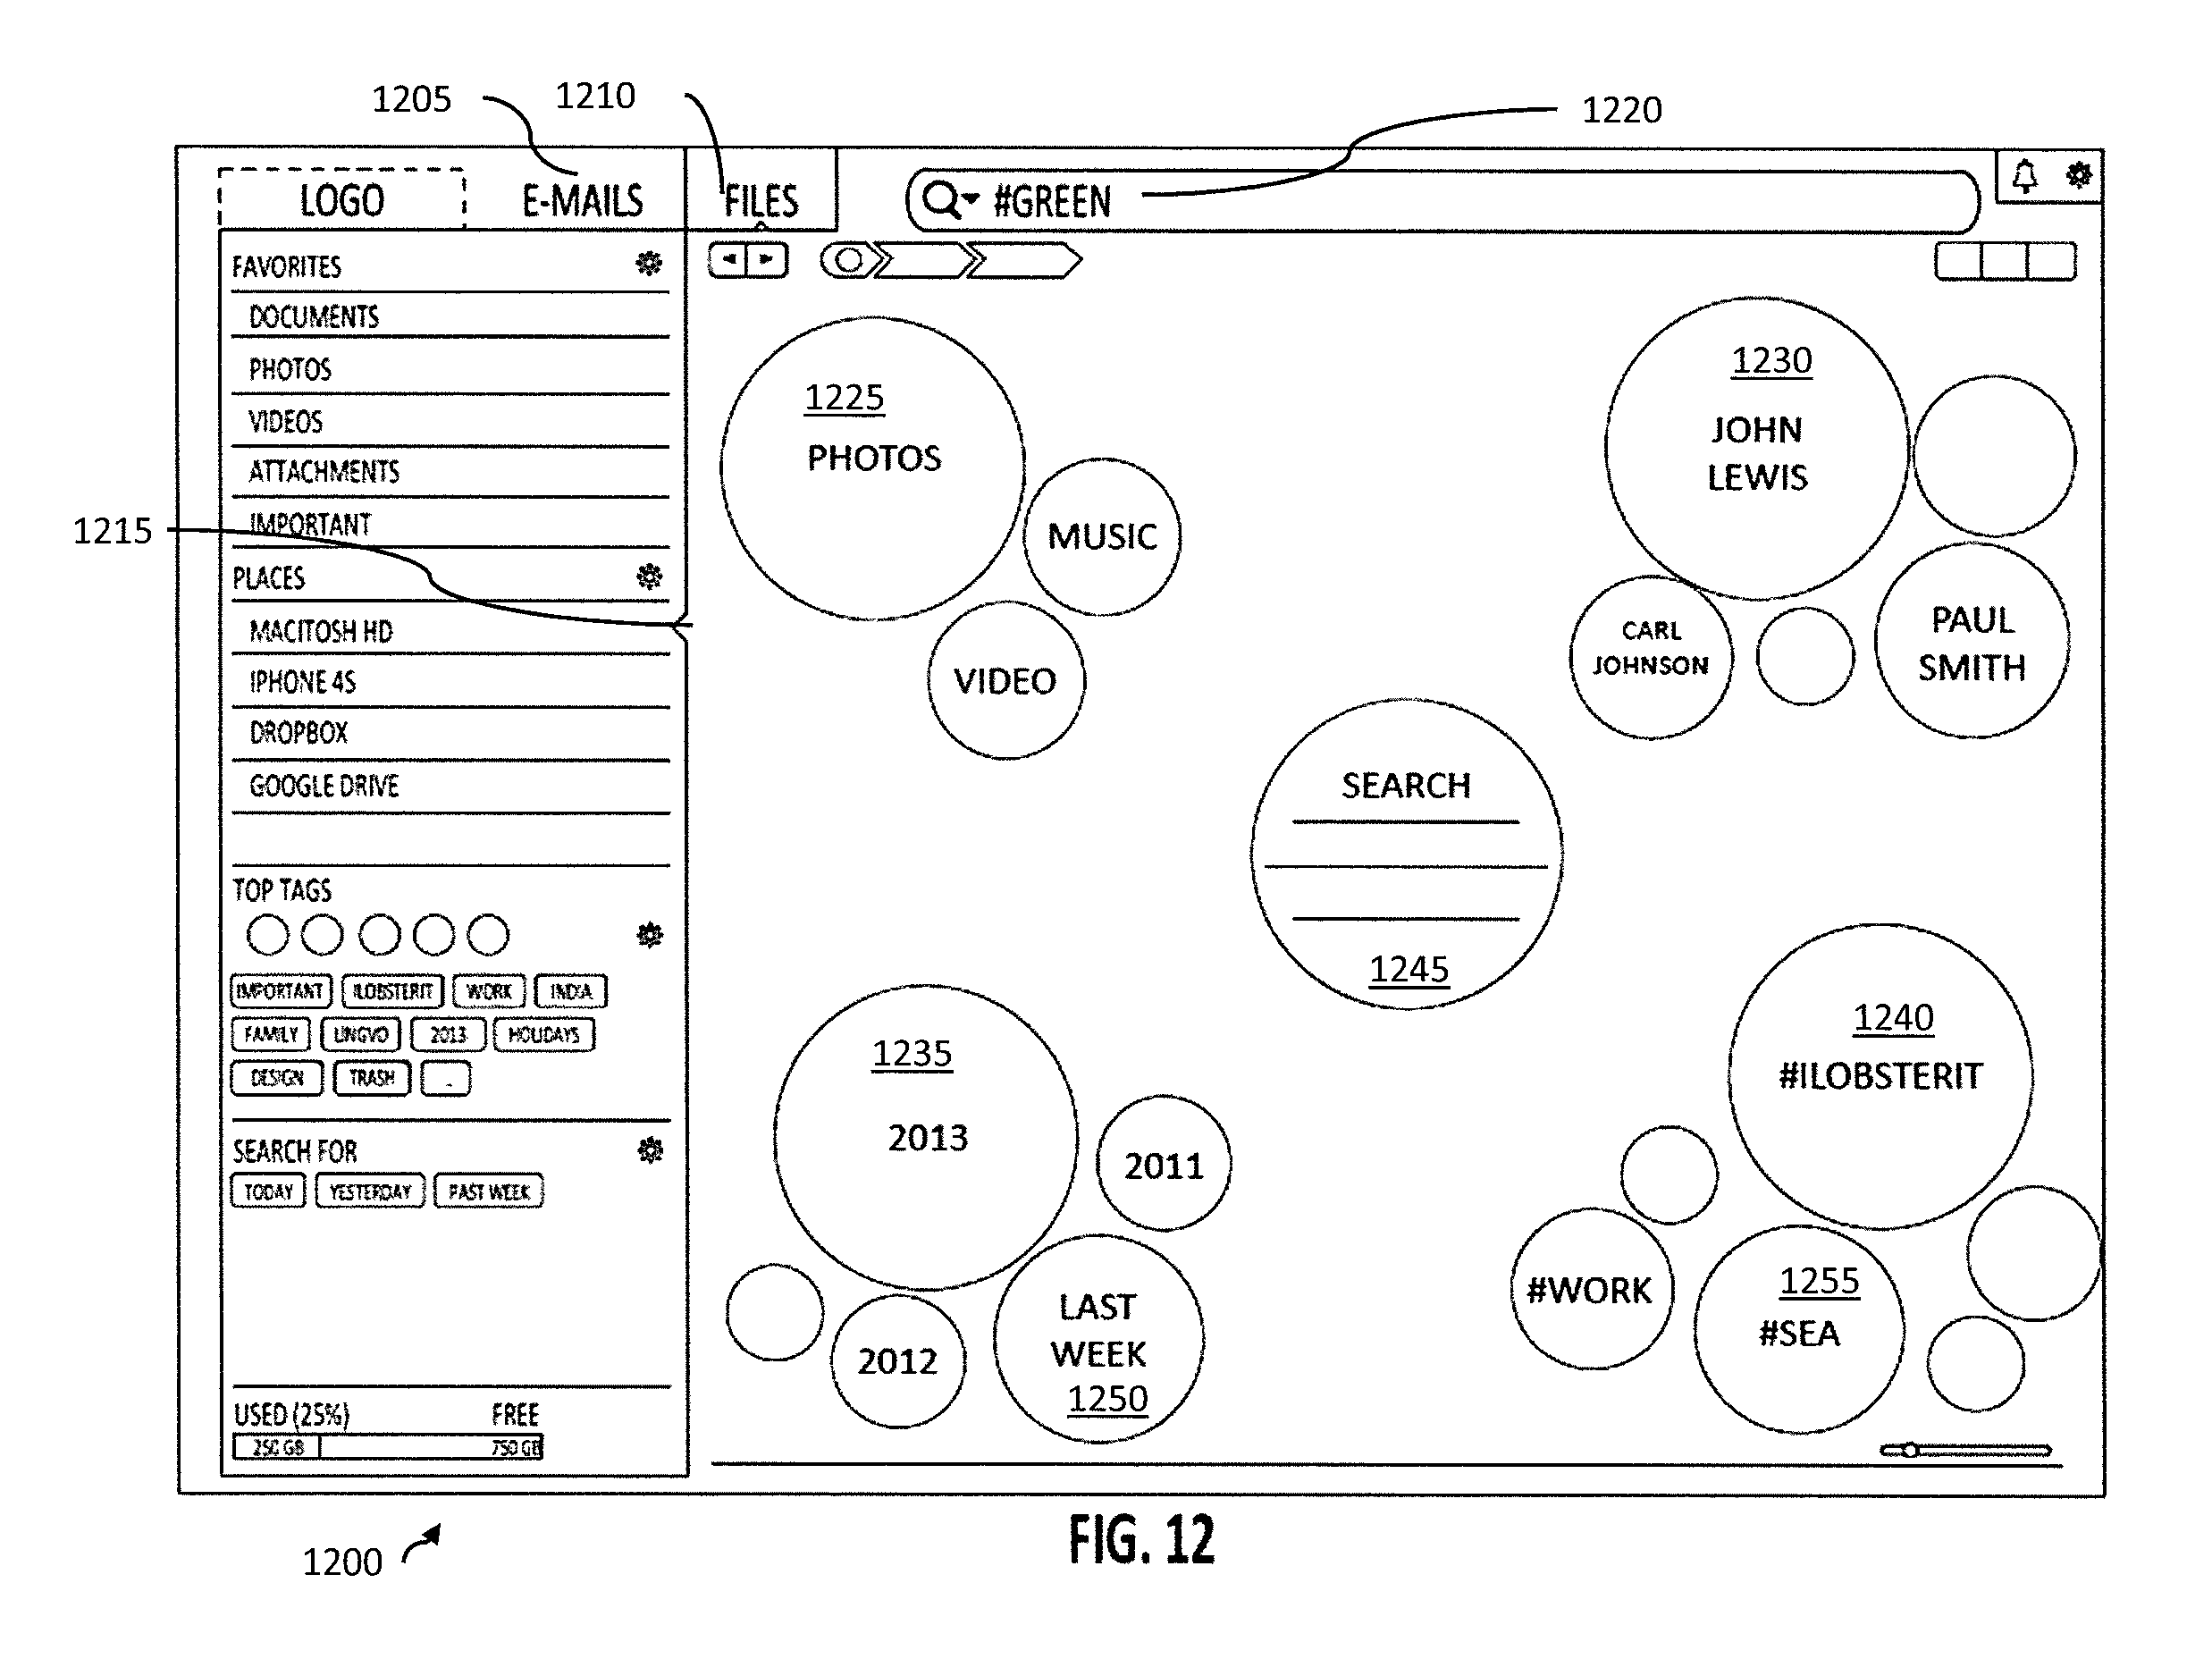 1205
1210
1220
LOGO
E-MAILS
FILES
#GREEN
FAVORITES
DOCUMENTS
PHOTOS
VIDEOS
ATTACHMENTS
1215
IMPORTANT
PLACES
MACITOSH HD
IPHONE 4S
DROPBOX
GOOGLE DRIVE
TOP TAGS
IMPORTANT
ILOBSTERIT
WORK
INDIA
FAMILY
LINGVO
2013
HOLIDAYS
DESIGN
TRASH
SEARCH FOR
TODAY
YESTERDAY
PAST WEEK
USED (25%)
FREE
250 GB
750 GB
1225
PHOTOS
MUSIC
VIDEO
1230
JOHN
LEWIS
CARL
JOHNSON
PAUL
SMITH
SEARCH
1245
1235
2013
2011
2012
LAST
WEEK
1250
1240
#ILOBSTERIT
#WORK
1255
#SEA
1200
FIG. 12